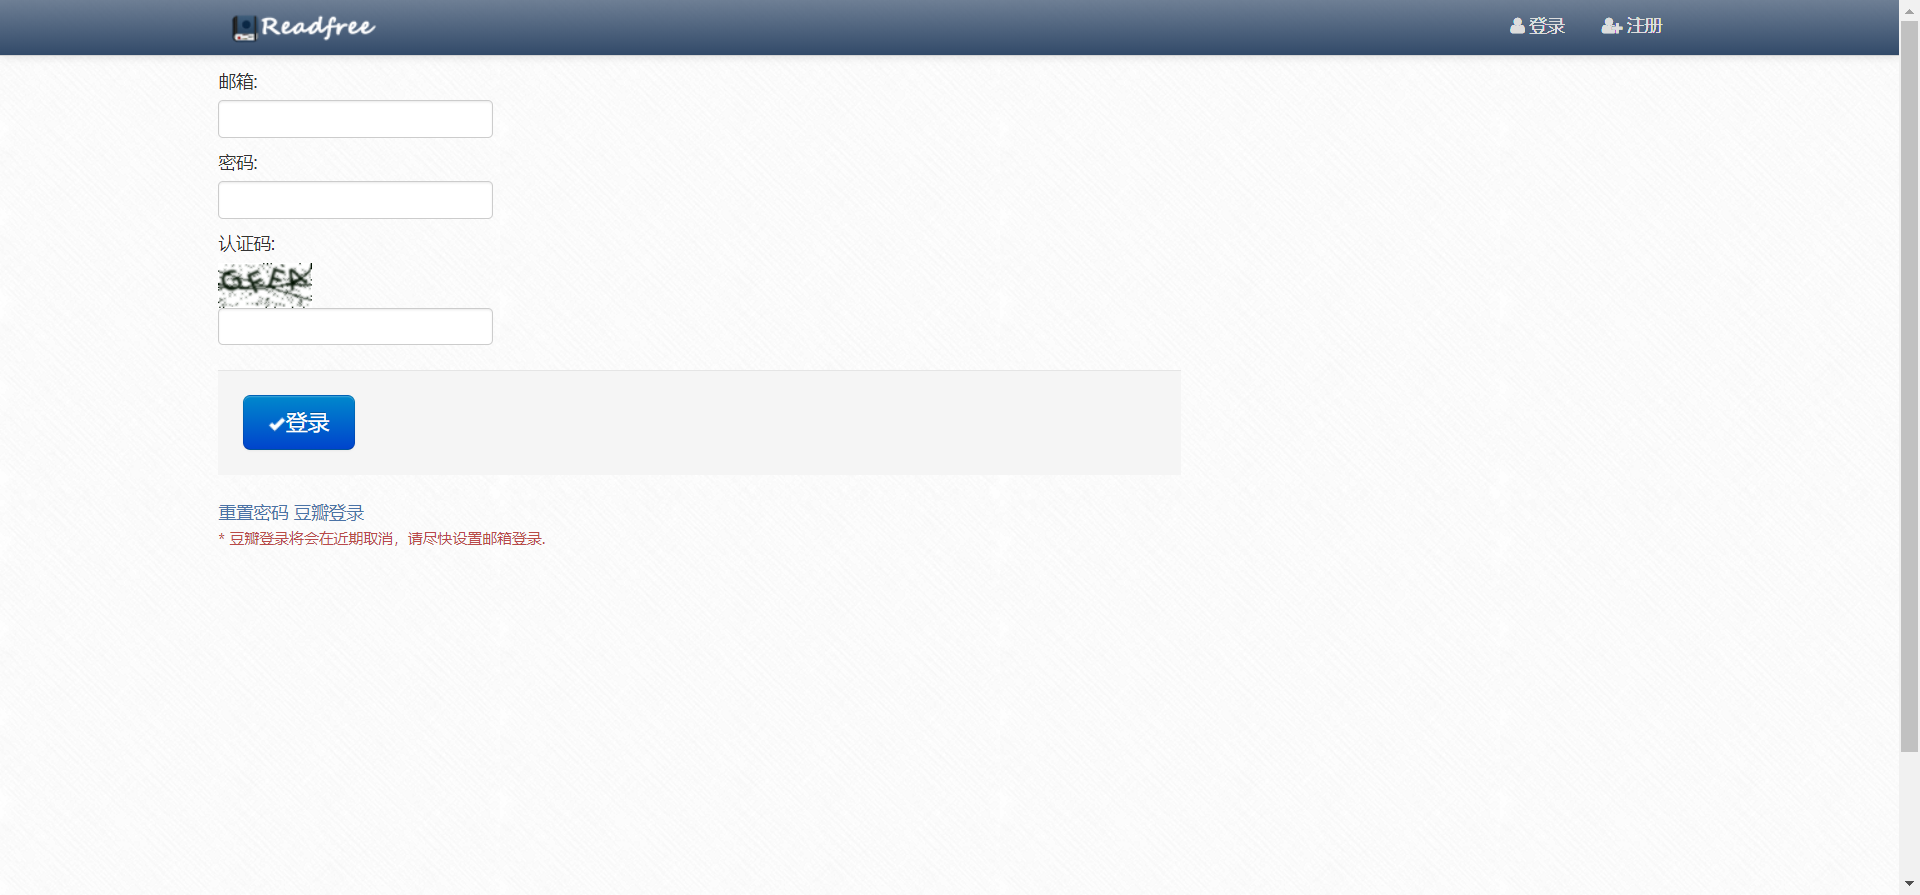 Readfree
登录
注册
邮箱:
密码:
认证码:
登录
重置密码 豆瓣登录
* 豆瓣登录将会在近期取消，请尽快设置邮箱登录.